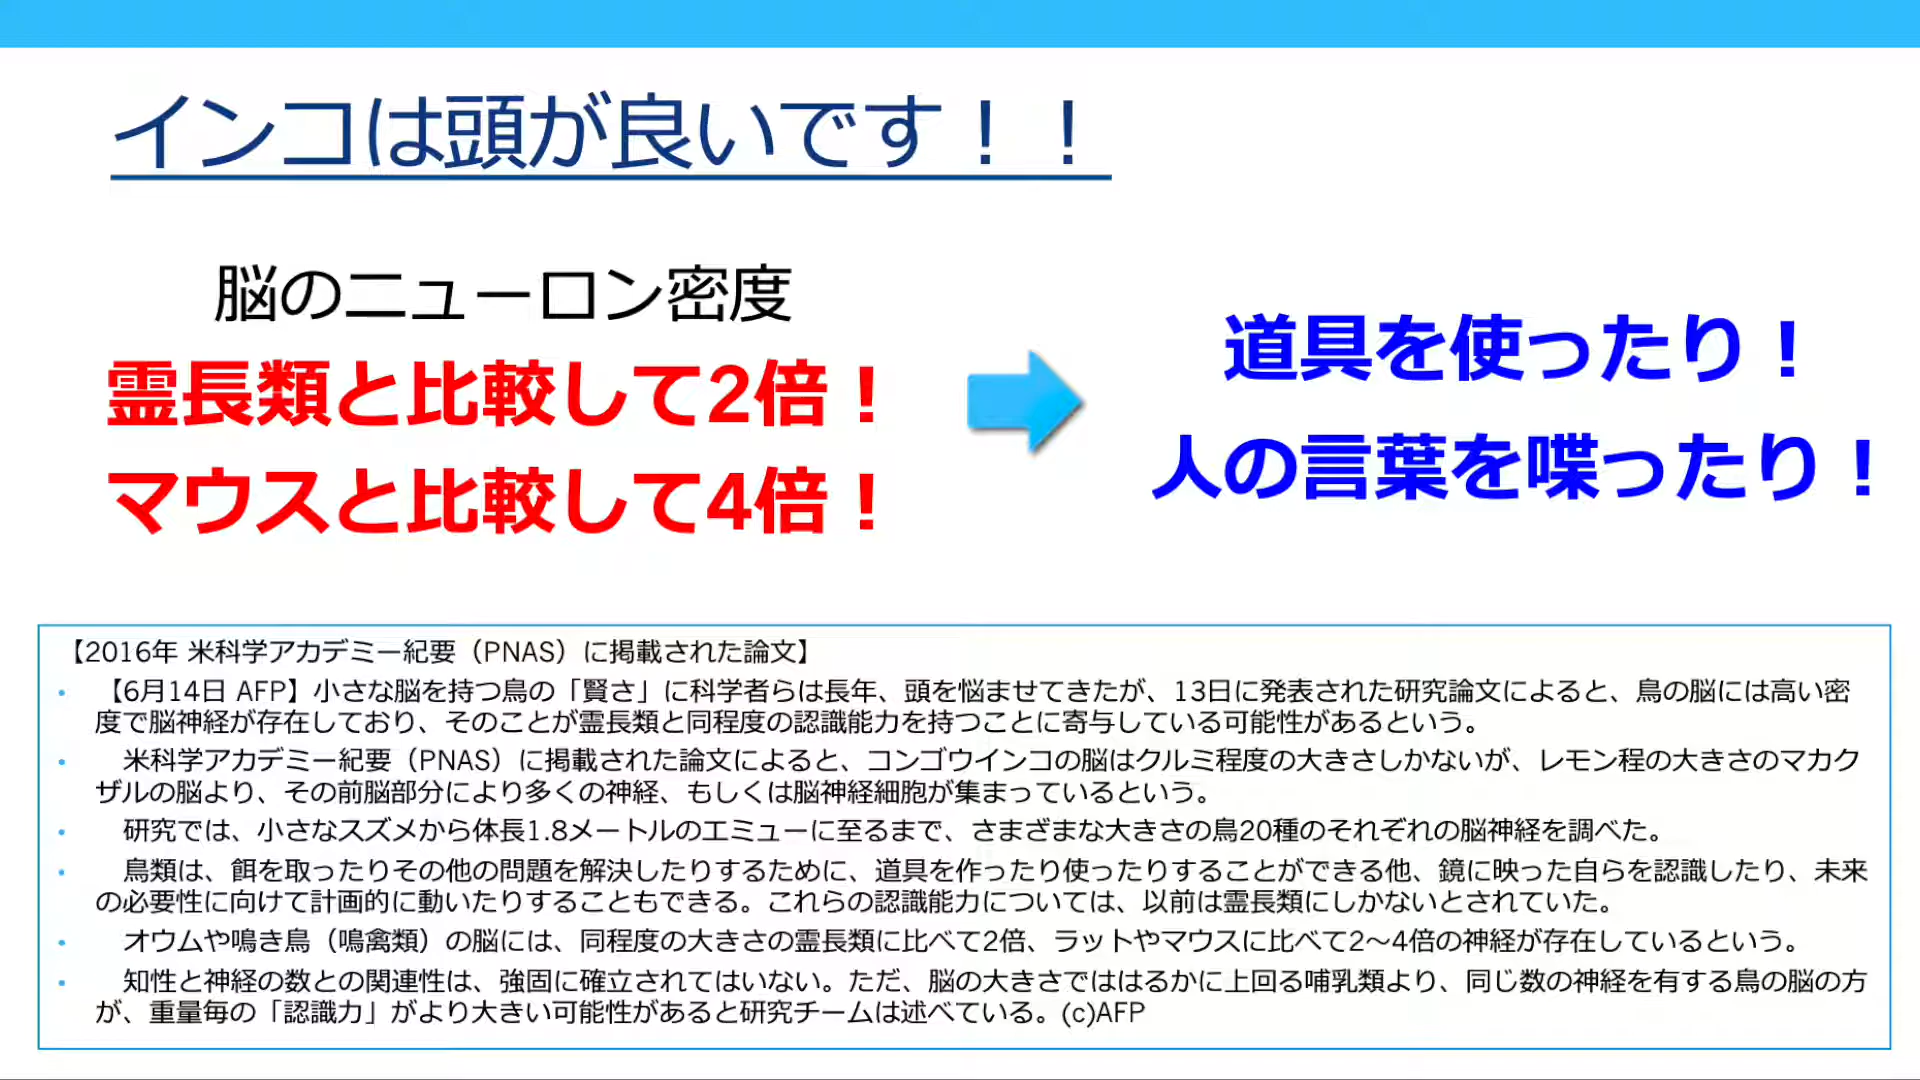 インコは頭が良いです！！
脳のニューロン密度
霊長類と比較して2倍！
マウスと比較して4倍！
道具を使ったり！
人の言葉を喋ったり！
【2016年 米科学アカデミー紀要（PNAS）に掲載された論文】
• 【6月14日 AFP】小さな脳を持つ鳥の「賢さ」に科学者らは長年、頭を悩ませてきたが、13日に発表された研究論文によると、鳥の脳には高い密
度で脳神経が存在しており、そのことが霊長類と同程度の認識能力を持つことに寄与している可能性があるという。
• 米科学アカデミー紀要（PNAS）に掲載された論文によると、コンゴウインコの脳はクルミ程度の大きさしかないが、レモン程の大きさのマカク
ザルの脳より、その前脳部分により多くの神経、もしくは脳神経細胞が集まっているという。
• 研究では、小さなスズメから体長1.8メートルのエミューに至るまで、さまざまな大きさの鳥20種のそれぞれの脳神経を調べた。
• 鳥類は、餌を取ったりその他の問題を解決したりするために、道具を作ったり使ったりすることができる他、鏡に映った自らを認識したり、未来
の必要性に向けて計画的に動いたりすることもできる。これらの認識能力については、以前は霊長類にしかないとされていた。
• オウムや鳴き鳥（鳴禽類）の脳には、同程度の大きさの霊長類に比べて2倍、ラットやマウスに比べて2～4倍の神経が存在しているという。
• 知性と神経の数との関連性は、強固に確立されてはいない。ただ、脳の大きさでははるかに上回る哺乳類より、同じ数の神経を有する鳥の脳の方
が、重量毎の「認識力」がより大きい可能性があると研究チームは述べている。(c)AFP